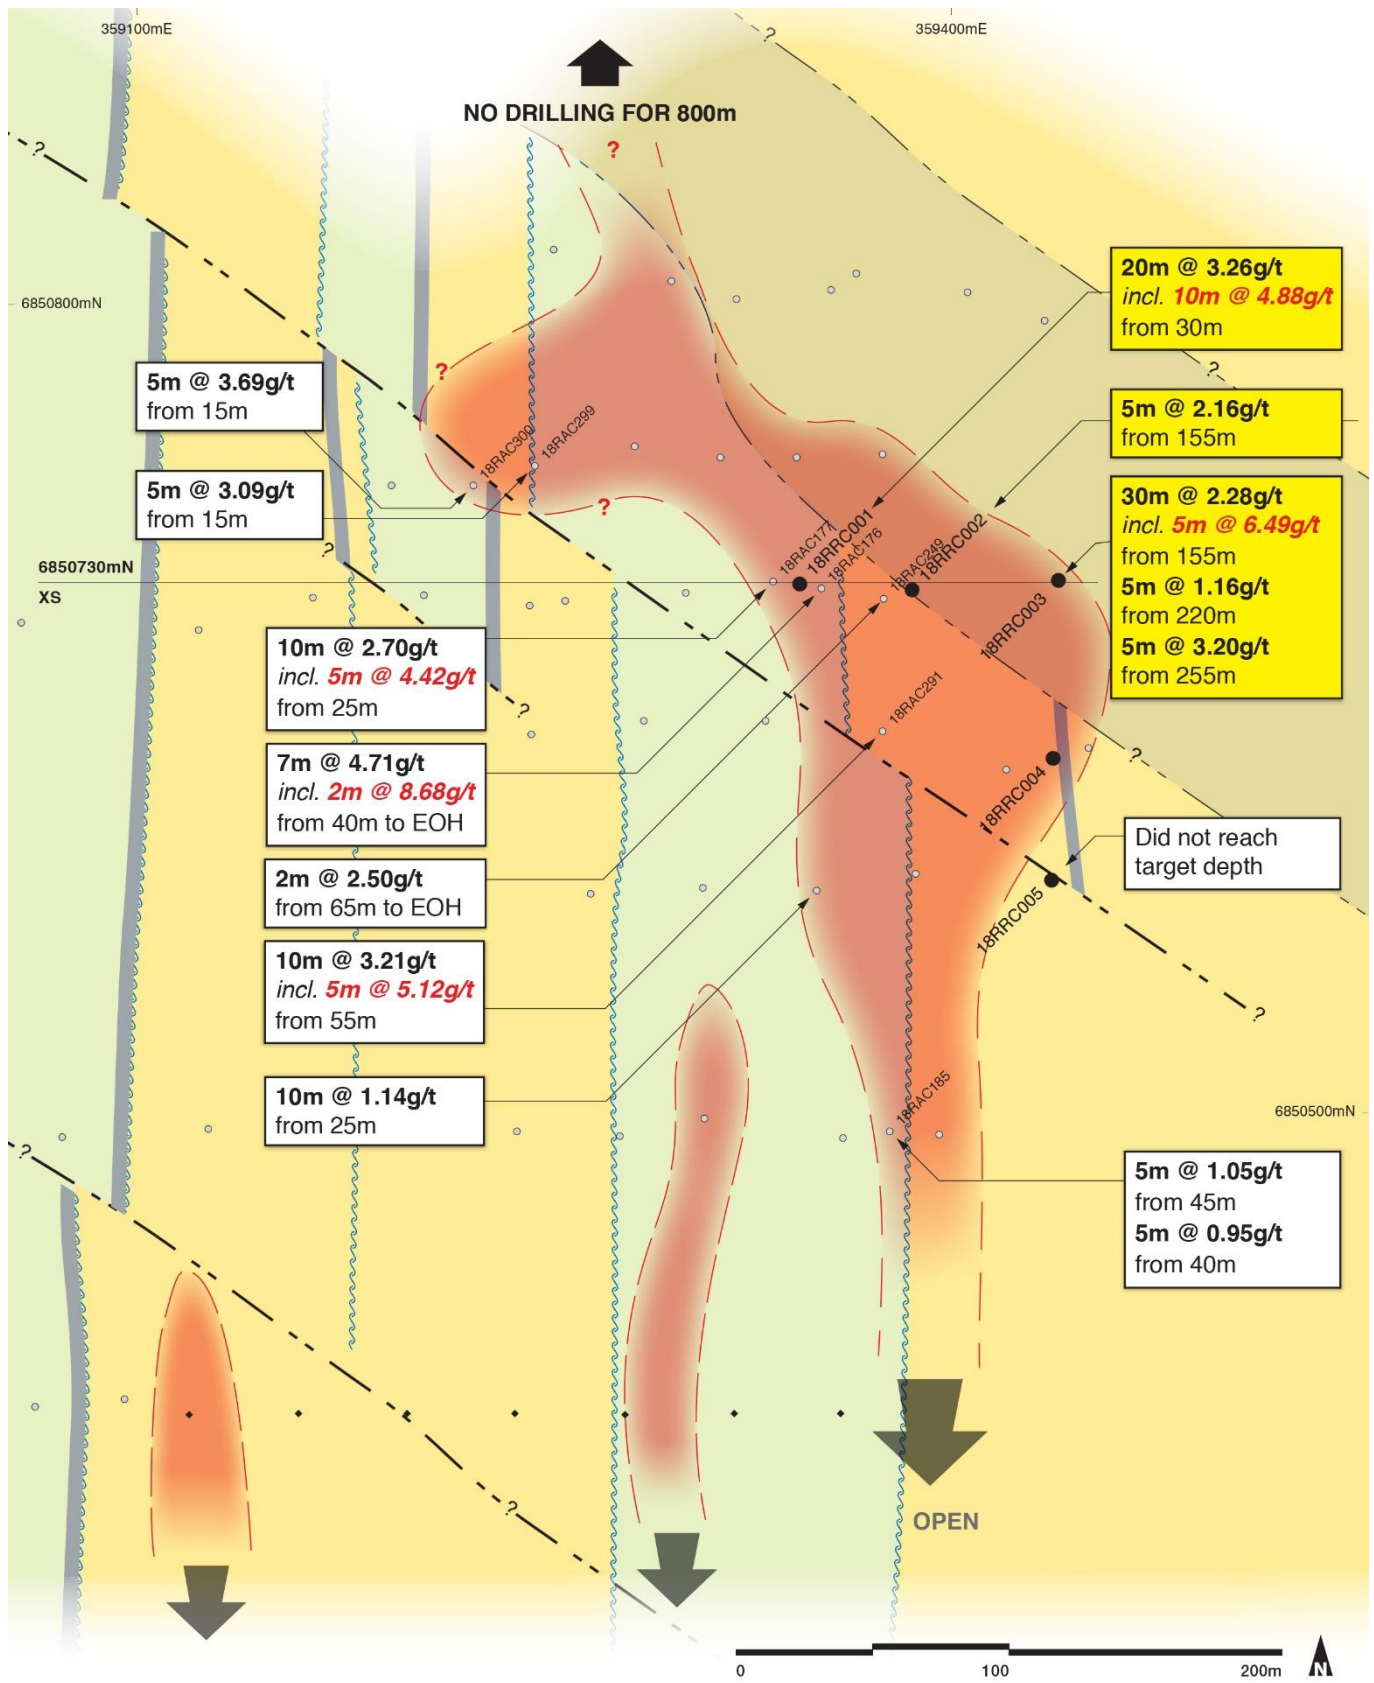 359100mE
359400mE
?
NO DRILLING FOR 800m
?
?
6850800mN
20m @ 3.26g/t
incl. 10m @ 4.88g/t
from 30m
?
?
5m @ 3.69g/t
from 15m
5m @ 2.16g/t
from 155m
18RAC300
18RAC299
5m @ 3.09g/t
from 15m
?
30m @ 2.28g/t
incl. 5m @ 6.49g/t
from 155m
5m @ 1.16g/t
from 220m
5m @ 3.20g/t
from 255m
18RAC177
18RRC001
18RAC176
18RAC249
18RRC002
?
6850730mN
XS
18RRC003
10m @ 2.70g/t
incl. 5m @ 4.42g/t
from 25m
18RAC291
?
?
7m @ 4.71g/t
incl. 2m @ 8.68g/t
from 40m to EOH
18RRC004
Did not reach
target depth
2m @ 2.50g/t
from 65m to EOH
18RRC005
10m @ 3.21g/t
incl. 5m @ 5.12g/t
from 55m
?
10m @ 1.14g/t
from 25m
18RAC185
6850500mN
?
5m @ 1.05g/t
from 45m
5m @ 0.95g/t
from 40m
?
OPEN
0
100
200m
N